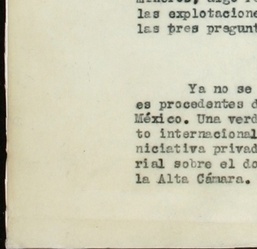 las explotacione
las tres pregunt
Ya no se
es procedentes d
México. Una verd
to internacional
niciativa privad
rial sobre el do
la Alta Cámara.